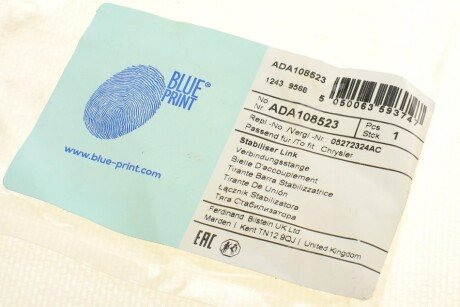 BLUE®
PRINT
www.blue-print.com
ADA108523
1243 9568
5 050063 59374
No
Nr ADA108523
Pcs
Stck 1
Repl.-No /Vergl.-Nr. 05272324AC
Passend fur /To fit Chrysler
Stabiliser Link
Verbindungsstange
Bielle D'accouplement
Tirante Barra Stabilizzatrice
Tirante De Unión
Łącznik Stabilizatora
Тяга Стабилизатора
Ferdinand Bilstein UK Ltd
Marden | Kent TN12 9QJ | United Kingdom
EAC